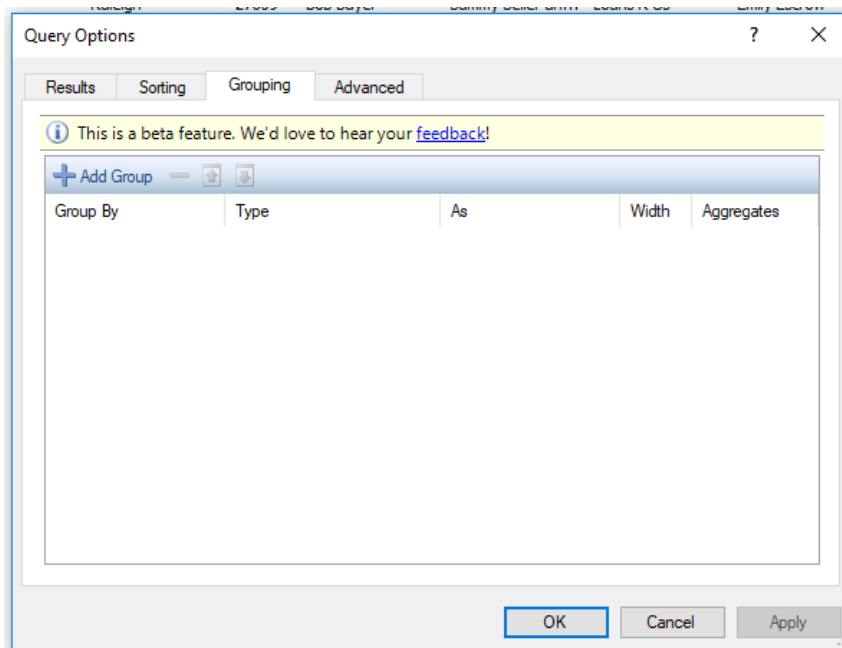 Query Options ?
Results Sorting Grouping Advanced
This is a beta feature. We'd love to hear your feedback!
Add Group
Group By Type As Width Aggregates
OK Cancel Apply